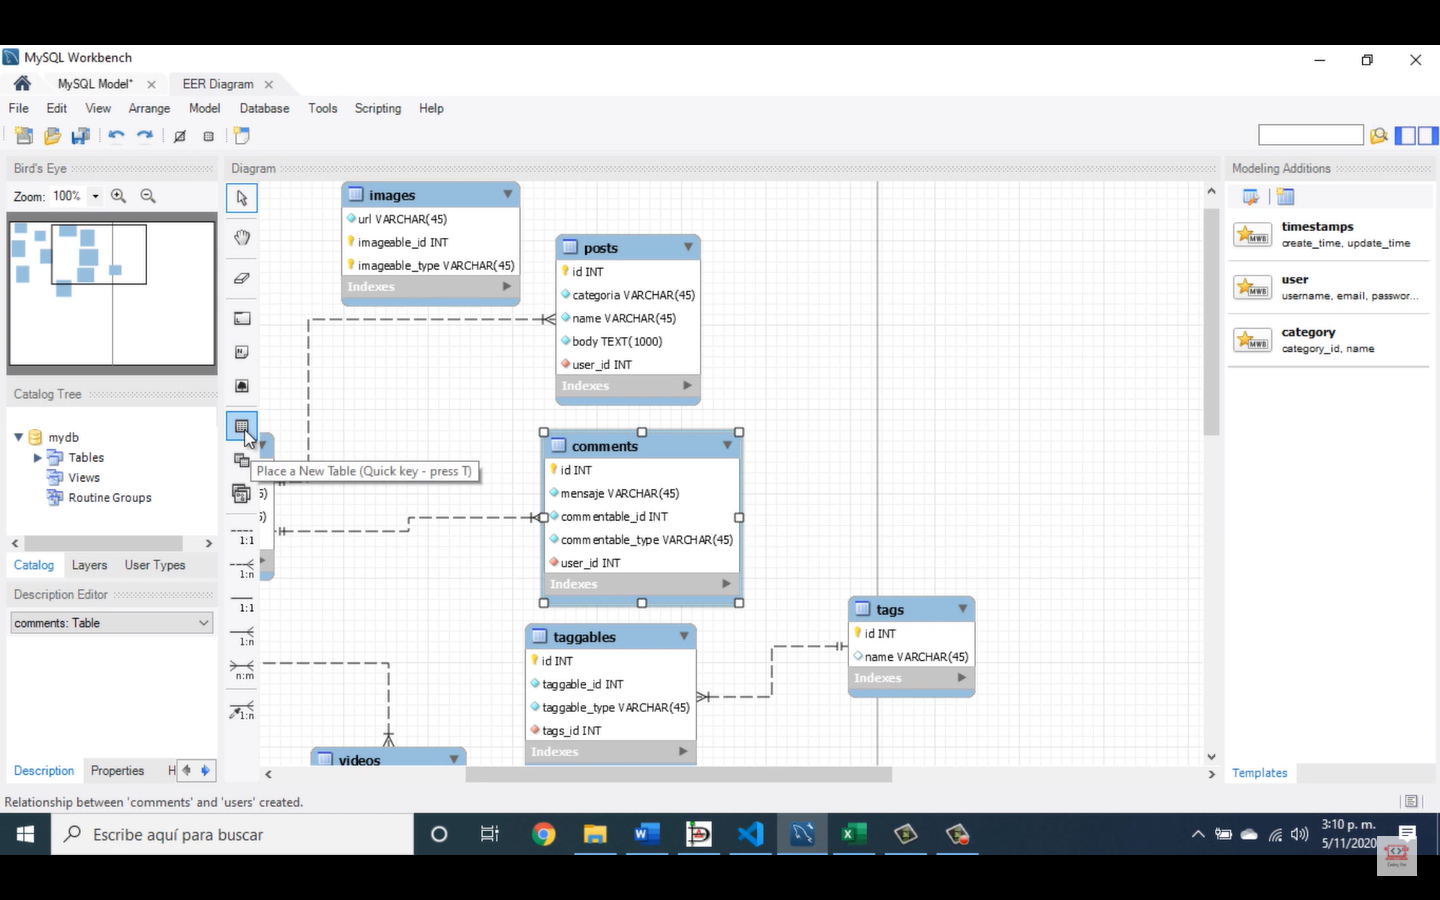 MySQL Workbench
MySQL Model*
EER Diagram
File Edit View Arrange Model Database Tools Scripting Help
Bird's Eye
Zoom: 100%
Diagram
Modeling Additions
images
url VARCHAR(45)
imageable_id INT
imageable_type VARCHAR(45)
Indexes
posts
id INT
categoria VARCHAR(45)
name VARCHAR(45)
body TEXT(1000)
user_id INT
Indexes
timestamps
create_time, update_time
user
username, email, passwor...
category
category_id, name
Catalog Tree
mydb
Tables
Views
Routine Groups
Catalog Layers User Types
Place a New Table (Quick key - press T)
5)
5)
comments
id INT
mensaje VARCHAR(45)
commentable_id INT
commentable_type VARCHAR(45)
user_id INT
Indexes
1:1
1:n
1:1
1:n
n:m
1:n
Description Editor
comments: Table
taggables
id INT
taggable_id INT
taggable_type VARCHAR(45)
tags_id INT
Indexes
tags
id INT
name VARCHAR(45)
Indexes
videos
Description Properties H
Templates
Relationship between 'comments' and 'users' created.
Escribe aquí para buscar
3:10 p. m.
5/11/2020